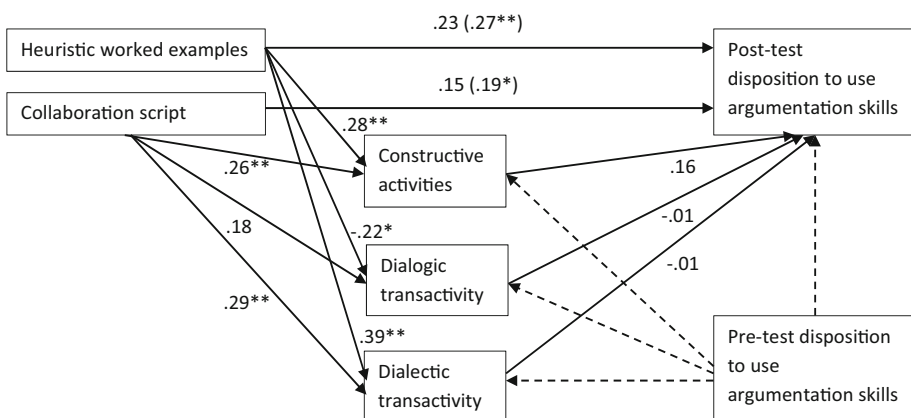 .23 (.27**)
Heuristic worked examples
Post-test
disposition to use
argumentation skills
.15 (.19*)
Collaboration script
.28**
.26**
Constructive
activities
.16
.18
-.22*
-.01
Dialogic
transactivity
-.01
.29**
.39**
Dialectic
transactivity
Pre-test disposition
to use
argumentation skills